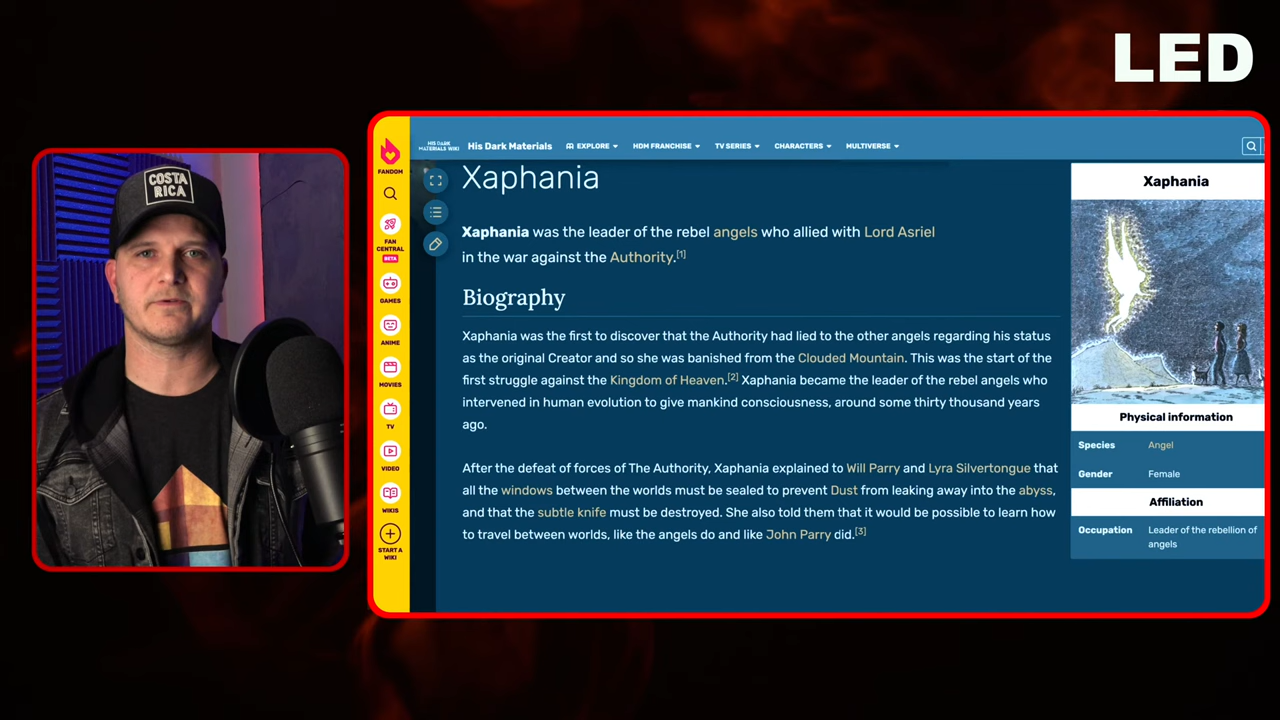 LED
COSTA
RICA
FANDOM
FAN
CENTRAL
BETA
GAMES
ANIME
MOVIES
TV
VIDEO
WIKIS
START A
WIKI
HIS DARK
MATERIALS WIKI
His Dark Materials
EXPLORE
HDM FRANCHISE
TV SERIES
CHARACTERS
MULTIVERSE
Xaphania
Xaphania was the leader of the rebel angels who allied with Lord Asriel
in the war against the Authority.[1]
Biography
Xaphania was the first to discover that the Authority had lied to the other angels regarding his status
as the original Creator and so she was banished from the Clouded Mountain. This was the start of the
first struggle against the Kingdom of Heaven.[2] Xaphania became the leader of the rebel angels who
intervened in human evolution to give mankind consciousness, around some thirty thousand years
ago.
After the defeat of forces of The Authority, Xaphania explained to Will Parry and Lyra Silvertongue that
all the windows between the worlds must be sealed to prevent Dust from leaking away into the abyss,
and that the subtle knife must be destroyed. She also told them that it would be possible to learn how
to travel between worlds, like the angels do and like John Parry did.[3]
Xaphania
Physical information
Species Angel
Gender Female
Affiliation
Occupation Leader of the rebellion of
angels